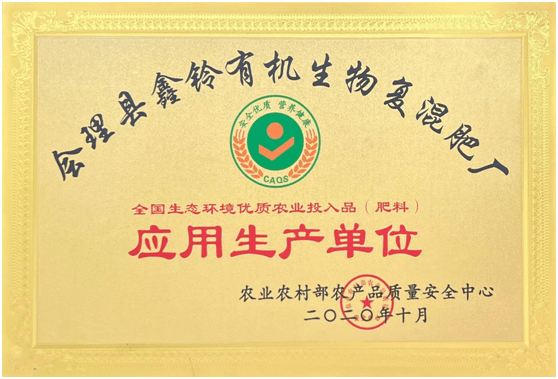 会理县鑫铃有机生物复混肥厂
安全优质 营养健康
CAQS
全国生态环境优质农业投入品（肥料）
应用生产单位
农业农村部农产品质量安全中心
二〇二〇年十月